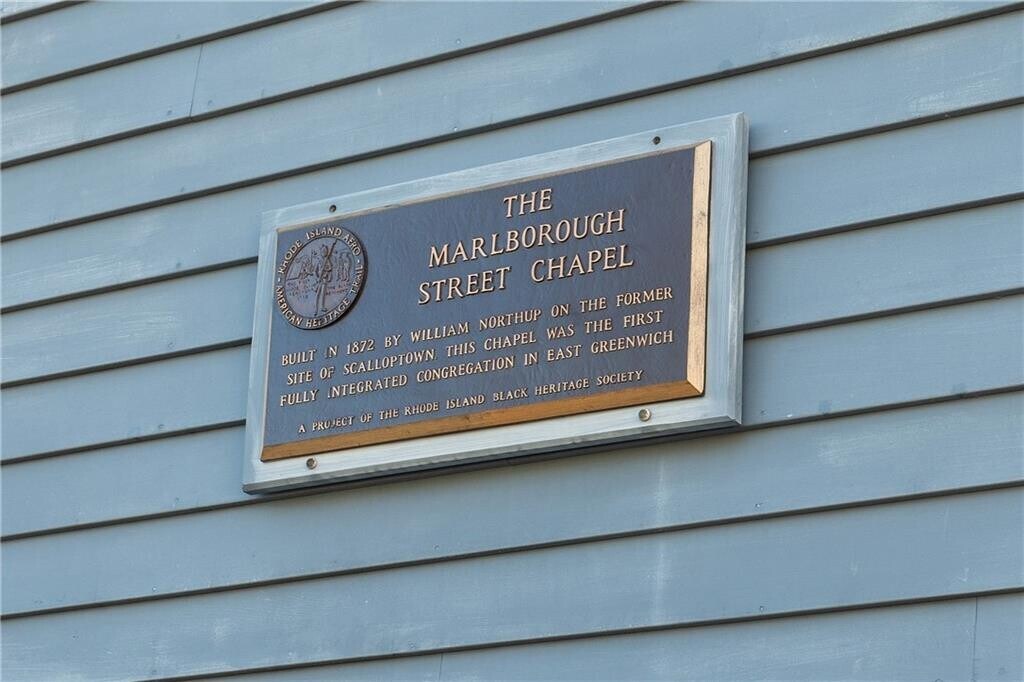 THE
MARLBOROUGH
STREET CHAPEL
RHODE ISLAND AFRO
AMERICAN HERITAGE TRAIL
BUILT IN 1872 BY WILLIAM NORTHUP ON THE FORMER
SITE OF SCALLOPTOWN, THIS CHAPEL WAS THE FIRST
FULLY INTEGRATED CONGREGATION IN EAST GREENWICH
A PROJECT OF THE RHODE ISLAND BLACK HERITAGE SOCIETY